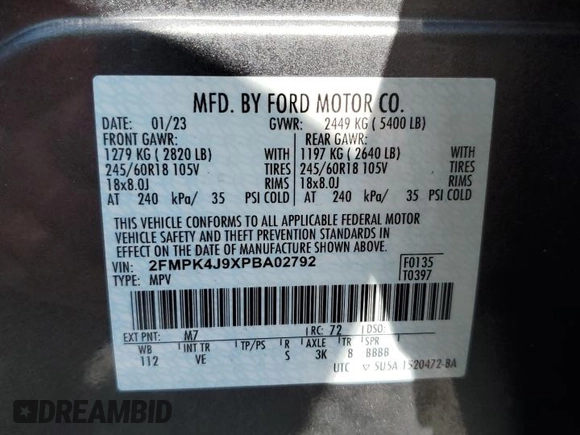 MFD. BY FORD MOTOR CO.
DATE: 01/23 GVWR: 2449 KG ( 5400 LB)
FRONT GAWR: REAR GAWR:
1279 KG ( 2820 LB) WITH 1197 KG ( 2640 LB) WITH
245/60R18 105V TIRES 245/60R18 105V TIRES
18x8.0J RIMS 18x8.0J RIMS
AT 240 kPa/ 35 PSI COLD AT 240 kPa/ 35 PSI COLD
THIS VEHICLE CONFORMS TO ALL APPLICABLE FEDERAL MOTOR
VEHICLE SAFETY AND THEFT PREVENTION STANDARDS IN
EFFECT ON THE DATE OF MANUFACTURE SHOWN ABOVE.
VIN: 2FMPK4J9XPBA02792 F0135
TYPE: MPV T0397
EXT PNT: M7 RC: 72 DSO:
WB INT TR TP/PS R AXLE TR SPR
112 VE S 3K 8 BBBB
UTC 5U5A-1520472-BA
DREAMBID